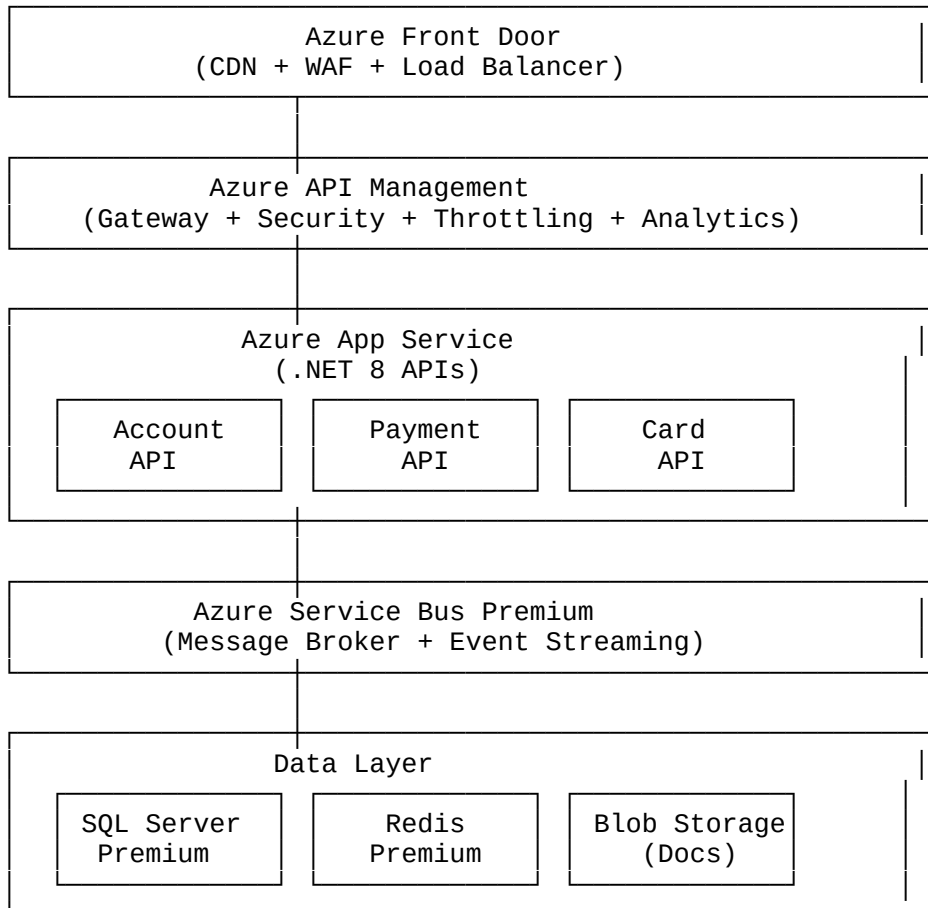 Azure Front Door
(CDN + WAF + Load Balancer)
Azure API Management
(Gateway + Security + Throttling + Analytics)
Azure App Service
(.NET 8 APIs)
Account Payment Card
API API API
Azure Service Bus Premium
(Message Broker + Event Streaming)
Data Layer
SQL Server Redis Blob Storage
Premium Premium (Docs)